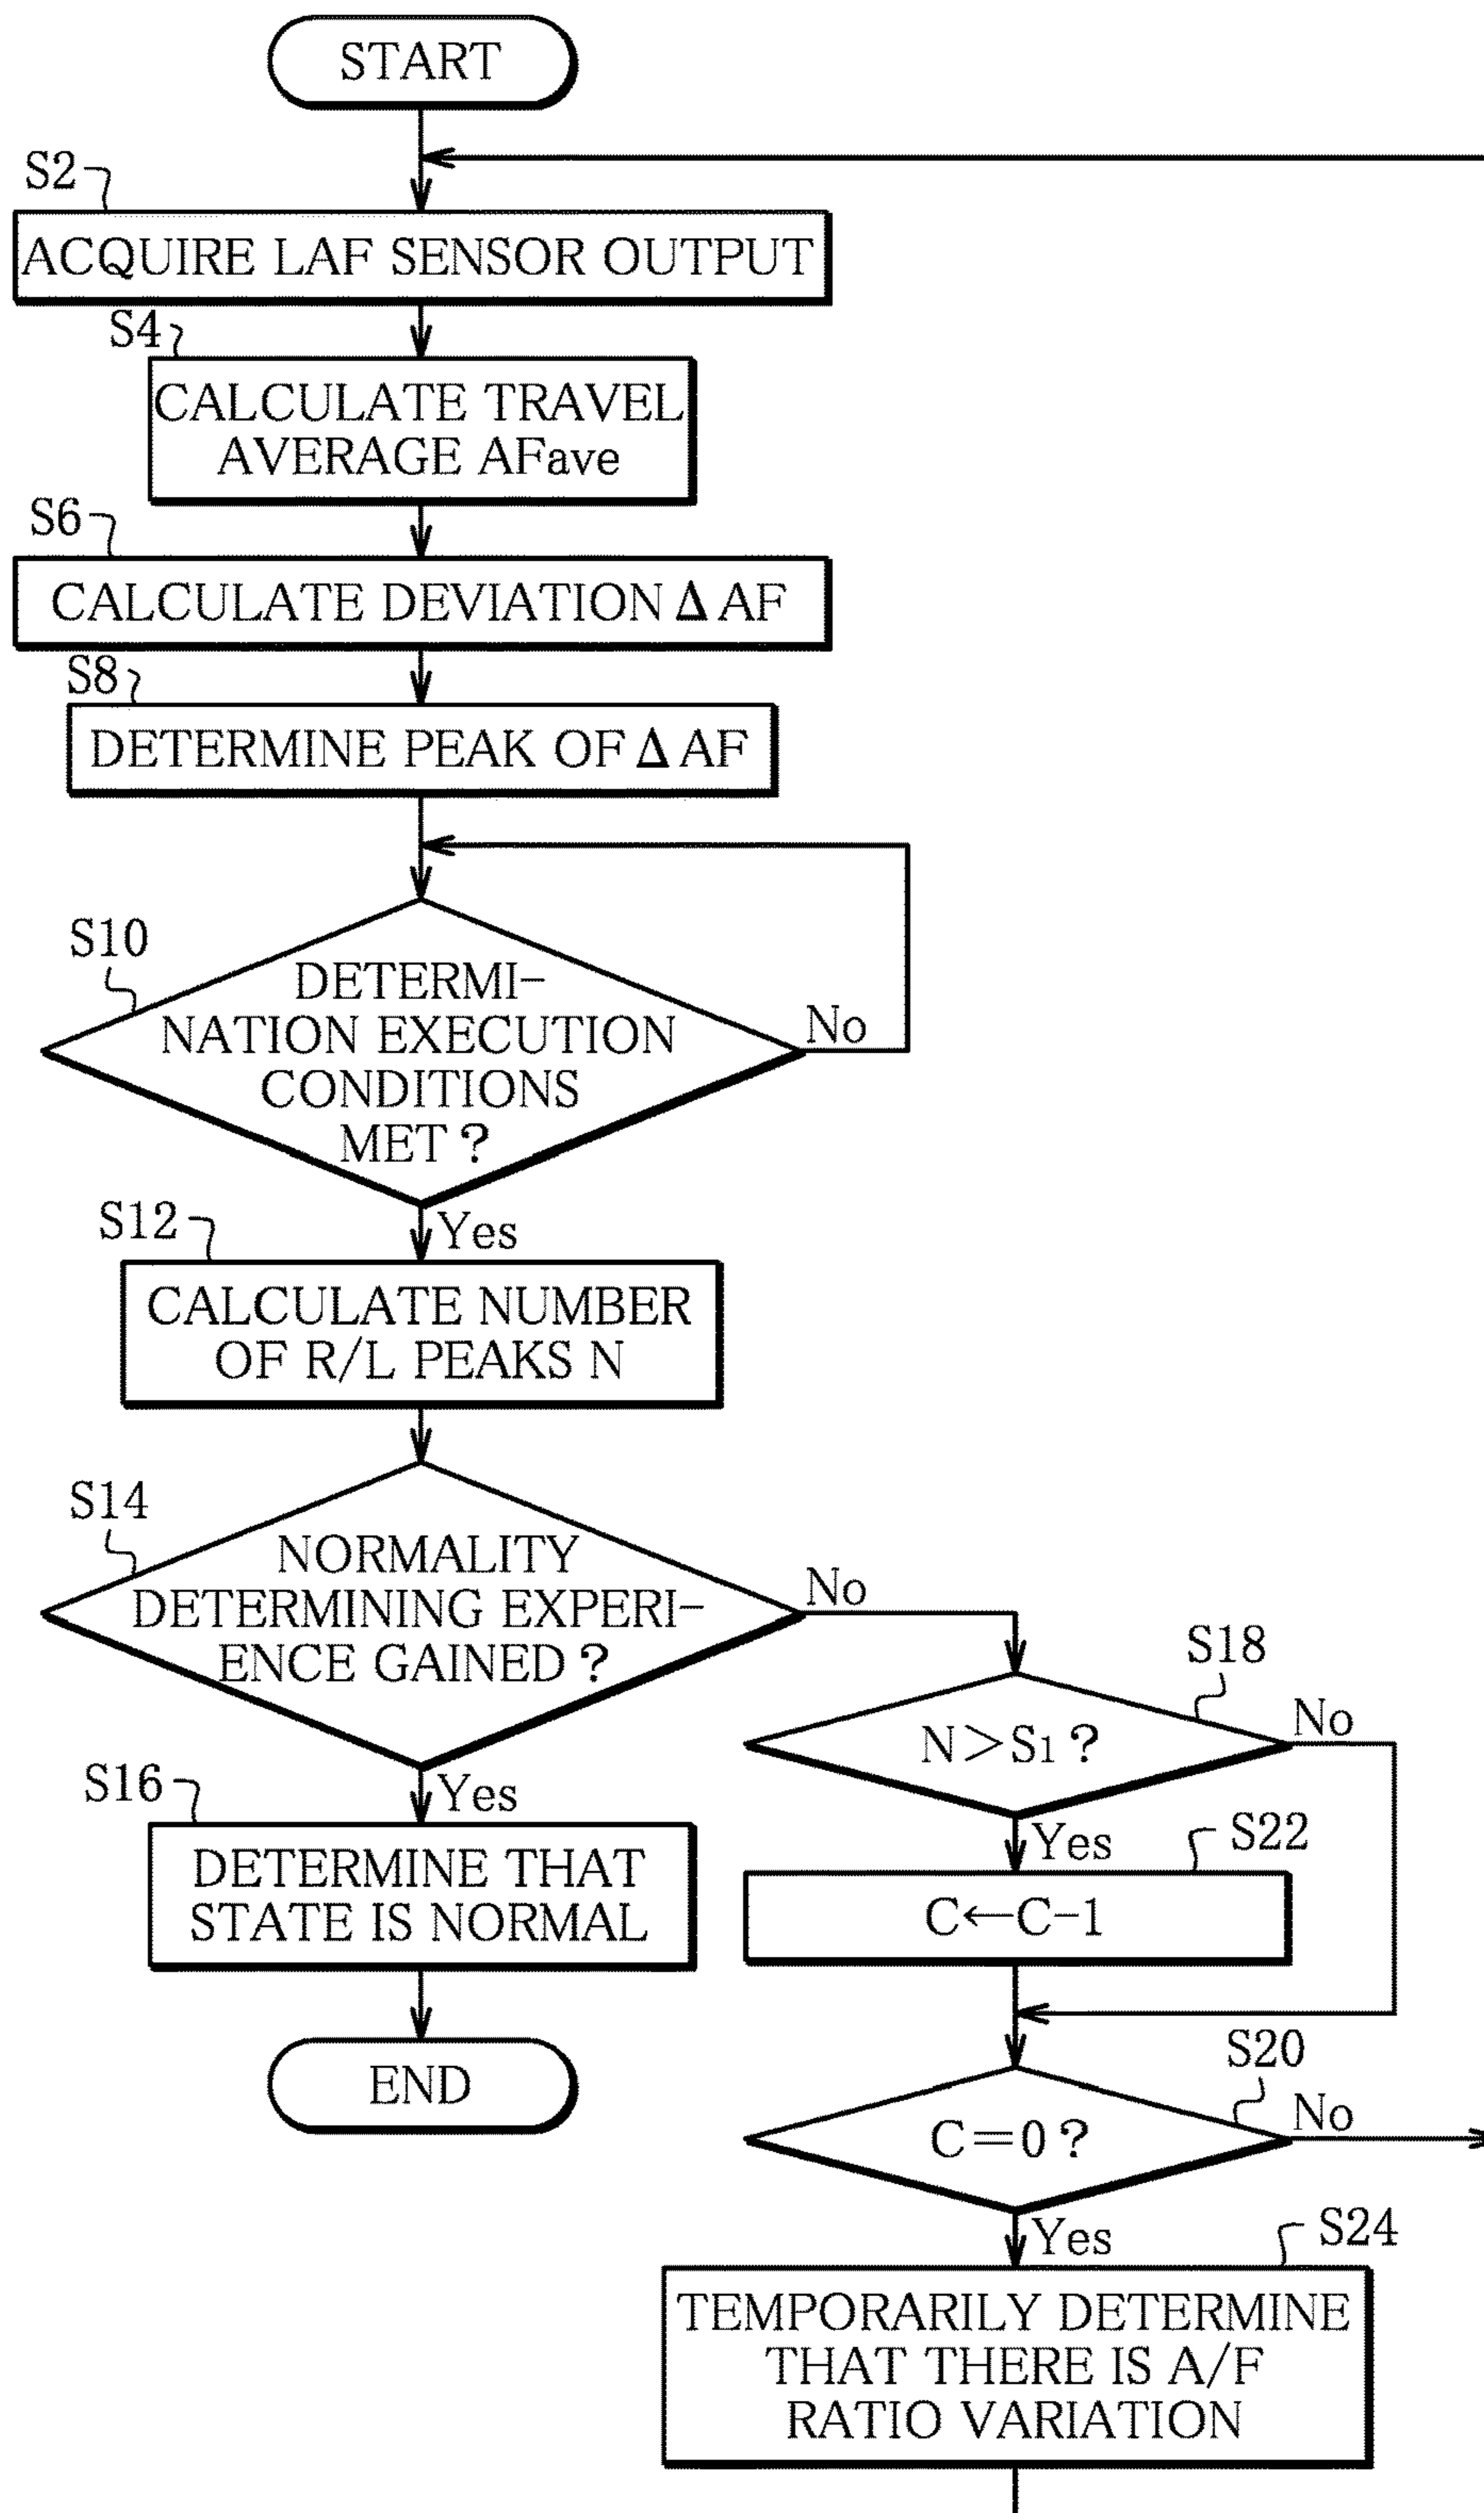 START
S2
ACQUIRE LAF SENSOR OUTPUT
S4
CALCULATE TRAVEL
AVERAGE AFave
S6
CALCULATE DEVIATION Δ AF
S8
DETERMINE PEAK OF Δ AF
S10
DETERMI-
NATION EXECUTION
CONDITIONS
MET ?
No
Yes
S12
CALCULATE NUMBER
OF R/L PEAKS N
S14
NORMALITY
DETERMINING EXPERI-
ENCE GAINED ?
No
Yes
S16
DETERMINE THAT
STATE IS NORMAL
END
S18
N>S1 ?
No
Yes
S22
C←C-1
S20
C=0 ?
No
Yes
S24
TEMPORARILY DETERMINE
THAT THERE IS A/F
RATIO VARIATION